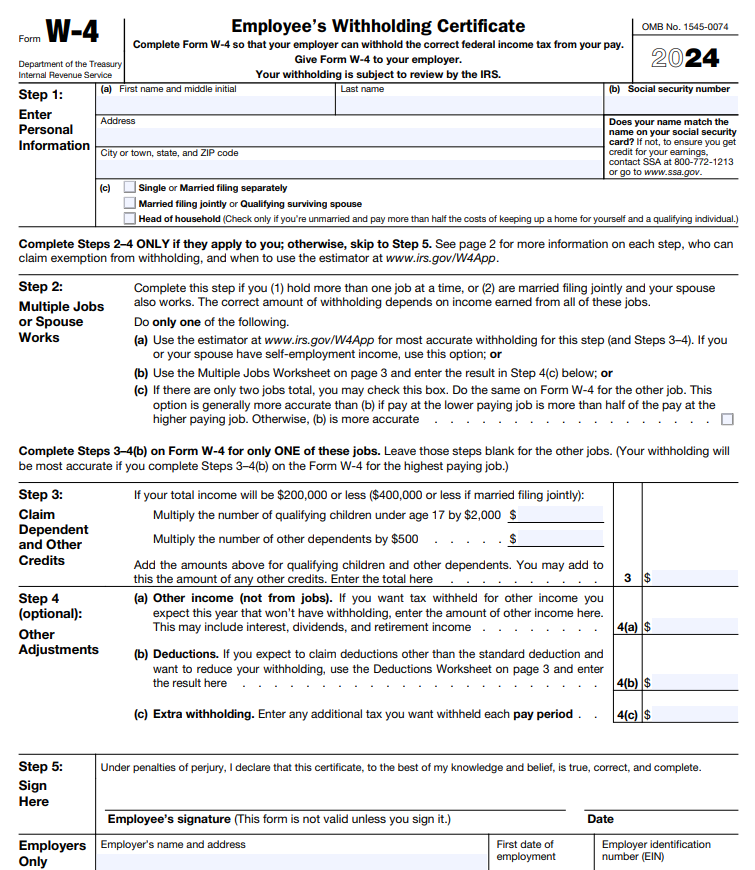 Form W-4
Department of the Treasury
Internal Revenue Service
Employee's Withholding Certificate
Complete Form W-4 so that your employer can withhold the correct federal income tax from your pay.
Give Form W-4 to your employer.
Your withholding is subject to review by the IRS.
OMB No. 1545-0074
2024
Step 1:
Enter
Personal
Information
(a) First name and middle initial
Last name
(b) Social security number
Address
City or town, state, and ZIP code
Does your name match the
name on your social security
card? If not, to ensure you get
credit for your earnings,
contact SSA at 800-772-1213
or go to www.ssa.gov.
(c) Single or Married filing separately
Married filing jointly or Qualifying surviving spouse
Head of household (Check only if you're unmarried and pay more than half the costs of keeping up a home for yourself and a qualifying individual.)
Complete Steps 2–4 ONLY if they apply to you; otherwise, skip to Step 5. See page 2 for more information on each step, who can
claim exemption from withholding, and when to use the estimator at www.irs.gov/W4App.
Step 2:
Multiple Jobs
or Spouse
Works
Complete this step if you (1) hold more than one job at a time, or (2) are married filing jointly and your spouse
also works. The correct amount of withholding depends on income earned from all of these jobs.
Do only one of the following.
(a) Use the estimator at www.irs.gov/W4App for most accurate withholding for this step (and Steps 3–4). If you
or your spouse have self-employment income, use this option; or
(b) Use the Multiple Jobs Worksheet on page 3 and enter the result in Step 4(c) below; or
(c) If there are only two jobs total, you may check this box. Do the same on Form W-4 for the other job. This
option is generally more accurate than (b) if pay at the lower paying job is more than half of the pay at the
higher paying job. Otherwise, (b) is more accurate . . . . . . . . . . . . . . . .
Complete Steps 3–4(b) on Form W-4 for only ONE of these jobs. Leave those steps blank for the other jobs. (Your withholding will
be most accurate if you complete Steps 3–4(b) on the Form W-4 for the highest paying job.)
Step 3:
Claim
Dependent
and Other
Credits
If your total income will be $200,000 or less ($400,000 or less if married filing jointly):
Multiply the number of qualifying children under age 17 by $2,000 $
Multiply the number of other dependents by $500 . . . . . $
Add the amounts above for qualifying children and other dependents. You may add to
this the amount of any other credits. Enter the total here . . . . . . . . . . 3 $
Step 4
(optional):
Other
Adjustments
(a) Other income (not from jobs). If you want tax withheld for other income you
expect this year that won't have withholding, enter the amount of other income here.
This may include interest, dividends, and retirement income . . . . . . . . 4(a) $
(b) Deductions. If you expect to claim deductions other than the standard deduction and
want to reduce your withholding, use the Deductions Worksheet on page 3 and enter
the result here . . . . . . . . . . . . . . . . . . . . . . . 4(b) $
(c) Extra withholding. Enter any additional tax you want withheld each pay period . . 4(c) $
Step 5:
Sign
Here
Under penalties of perjury, I declare that this certificate, to the best of my knowledge and belief, is true, correct, and complete.
Employee's signature (This form is not valid unless you sign it.)
Date
Employers
Only
Employer's name and address
First date of
employment
Employer identification
number (EIN)